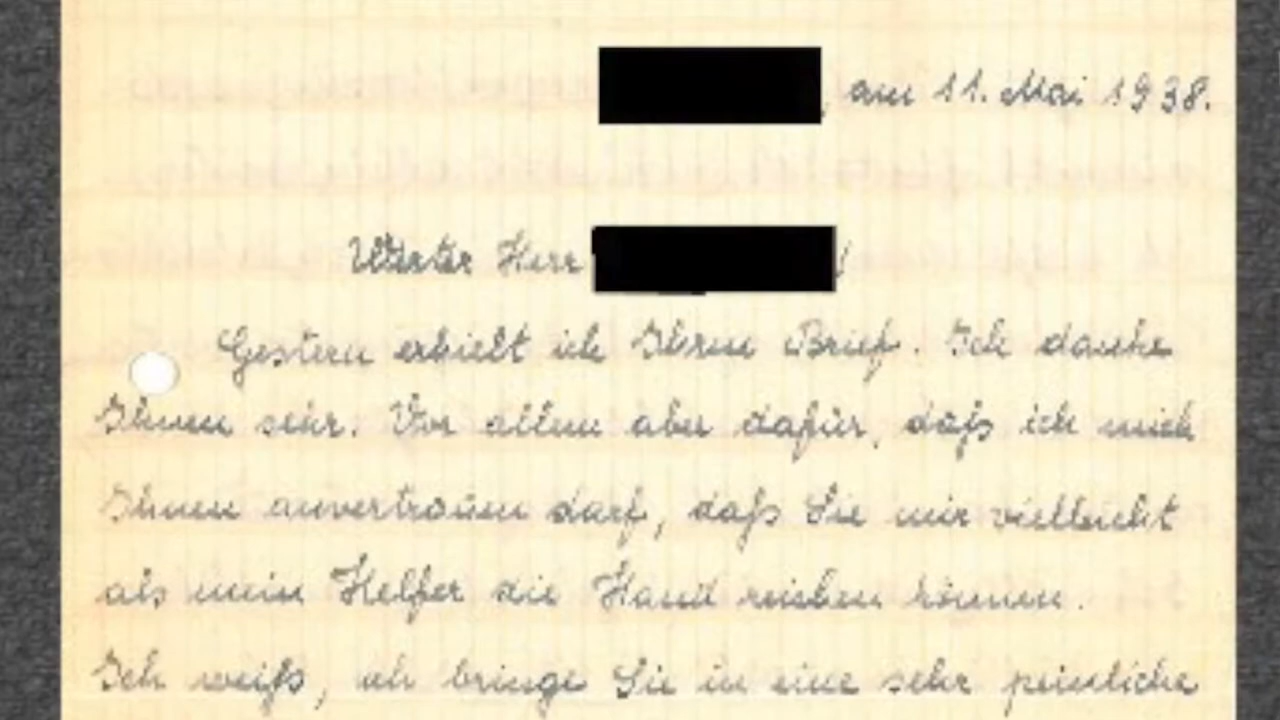 , am 11. Mai 1938.
Werter Herr !
Gestern erhielt ich Ihren Brief. Ich danke
Ihnen sehr. Vor allem aber dafür, daß ich mich
Ihnen anvertrauen darf, daß Sie mir vielleicht
als mein Helfer die Hand reichen können.
Ich weiß, ich bringe Sie in eine sehr peinliche